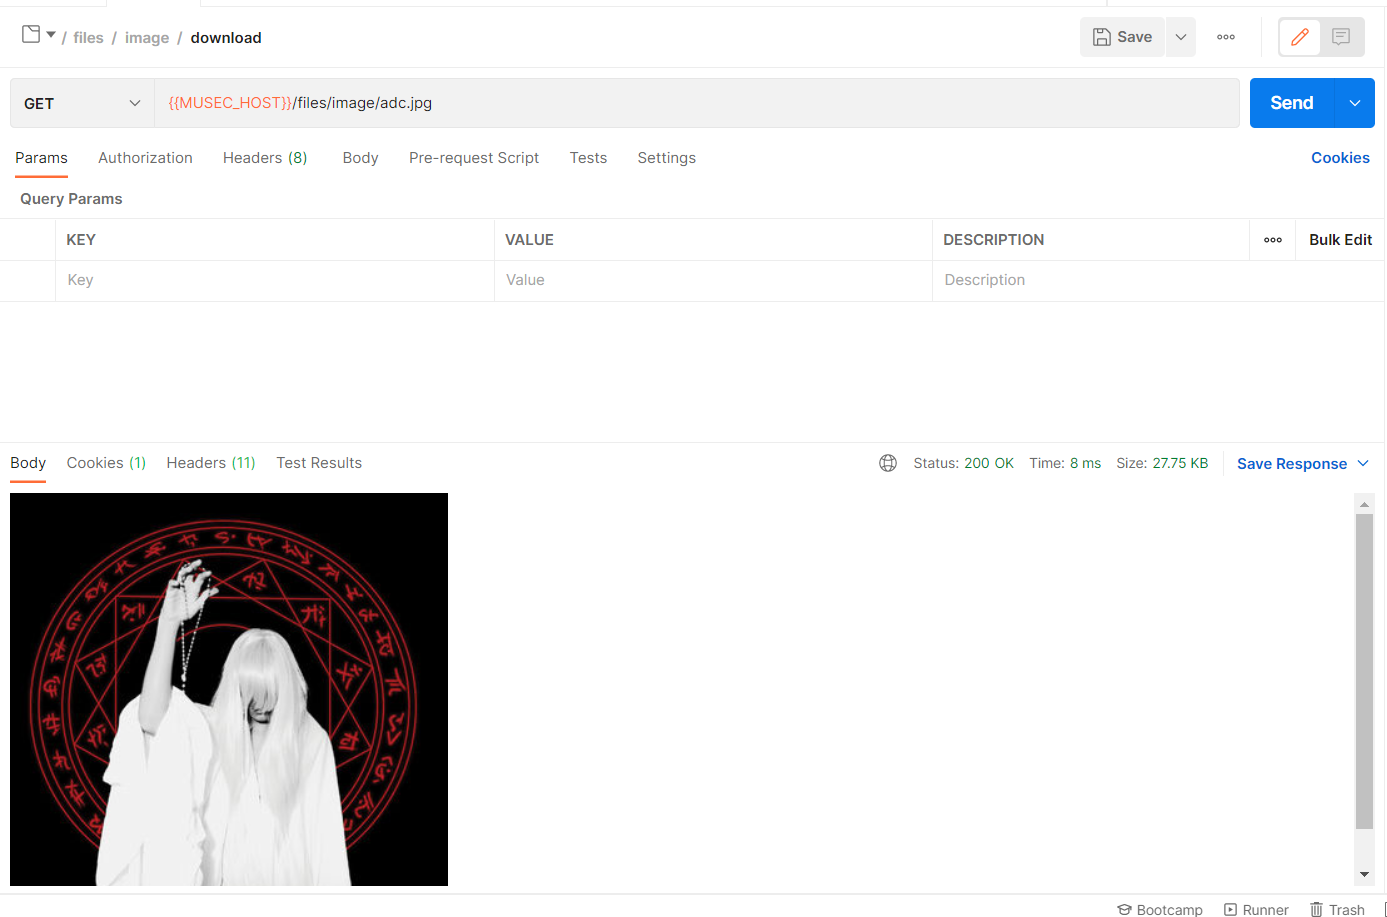 / files / image / download
Save
GET
{{MUSEC_HOST}}/files/image/adc.jpg
Send
Params Authorization Headers (8) Body Pre-request Script Tests Settings Cookies
Query Params
KEY VALUE DESCRIPTION Bulk Edit
Key Value Description
Body Cookies (1) Headers (11) Test Results Status: 200 OK Time: 8 ms Size: 27.75 KB Save Response
Bootcamp Runner Trash